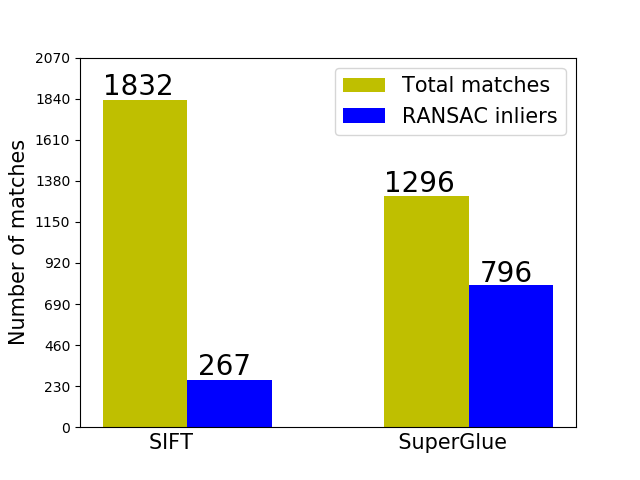 2070
1840
1610
1380
1150
920
690
460
230
0
Number of matches
1832
267
1296
796
Total matches
RANSAC inliers
SIFT
SuperGlue